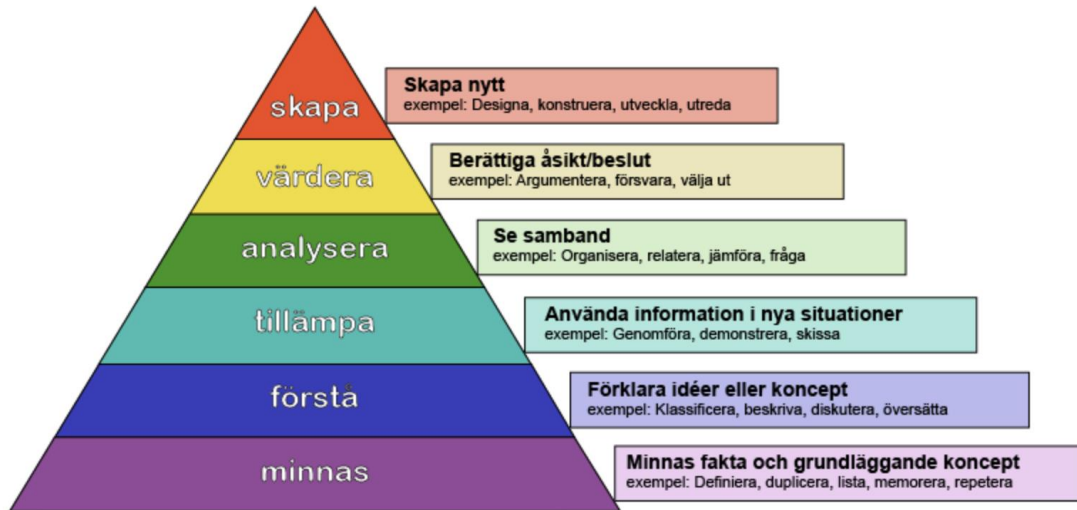 skapa
Skapa nytt
exempel: Designa, konstruera, utveckla, utreda
värdera
Berättiga åsikt/beslut
exempel: Argumentera, försvara, välja ut
analysera
Se samband
exempel: Organisera, relatera, jämföra, fråga
tillämpa
Använda information i nya situationer
exempel: Genomföra, demonstrera, skissa
förstå
Förklara idéer eller koncept
exempel: Klassificera, beskriva, diskutera, översätta
minnas
Minnas fakta och grundläggande koncept
exempel: Definiera, duplicera, lista, memorera, repetera